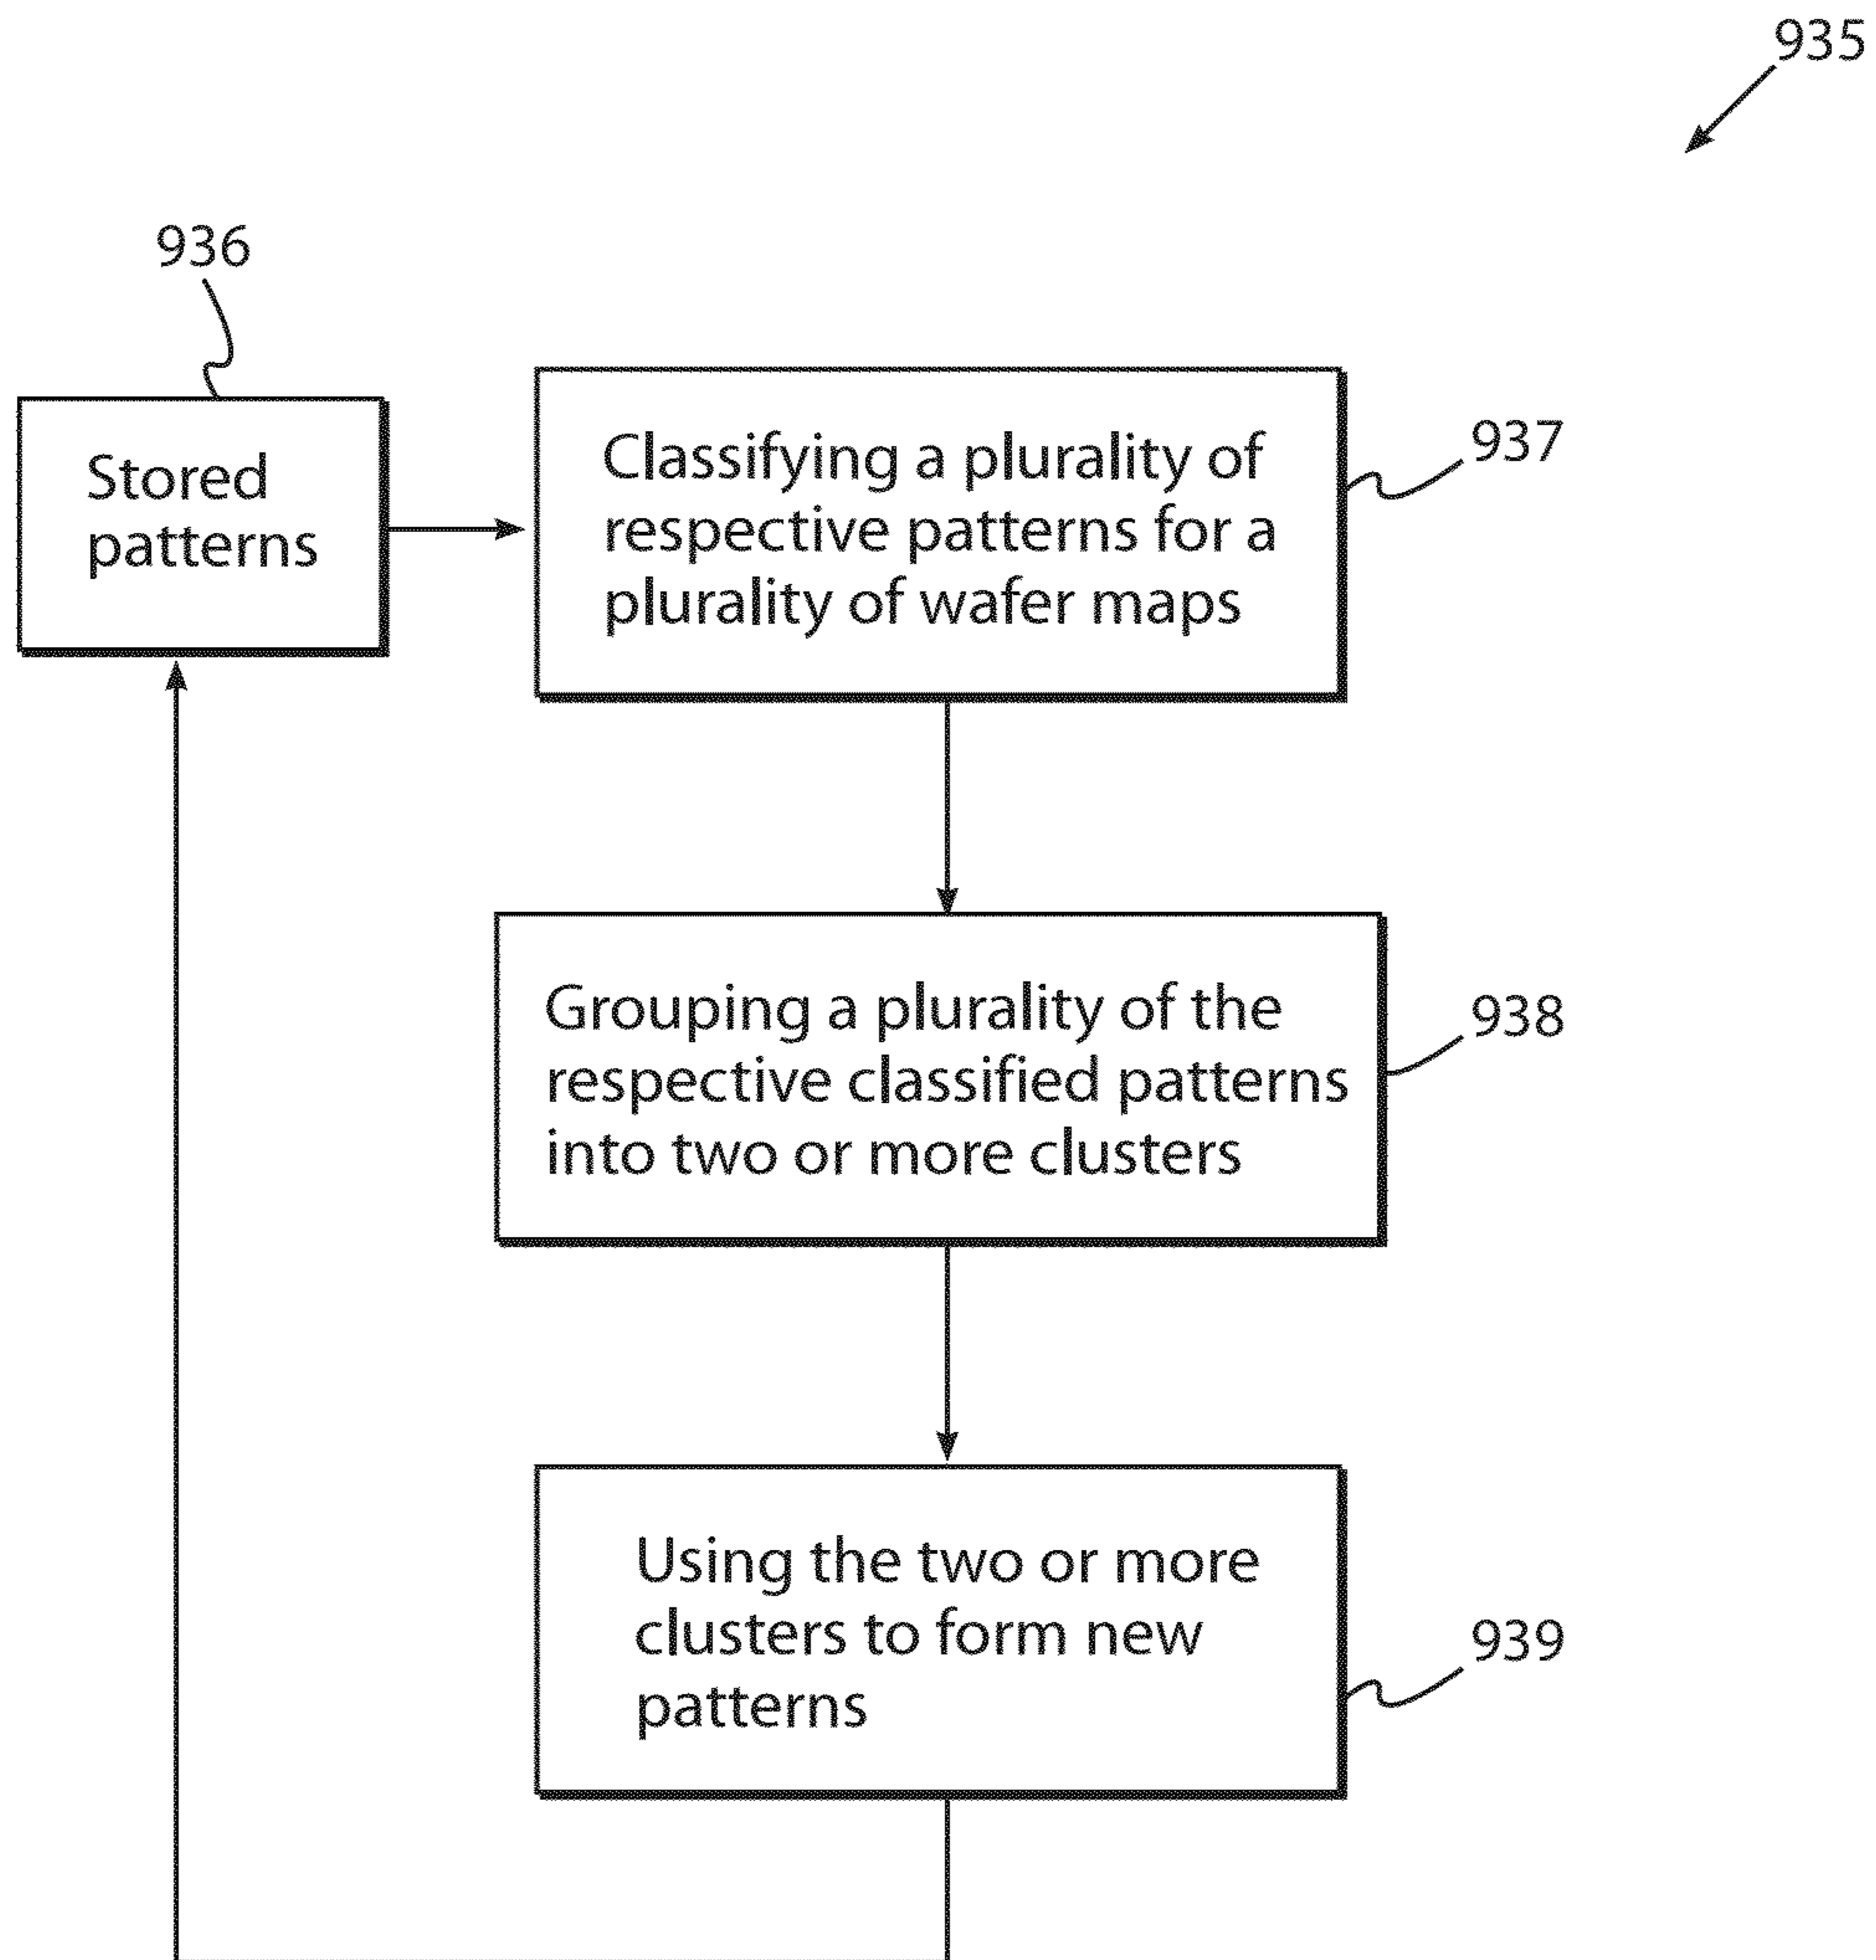 935
936
Stored
patterns
Classifying a plurality of
respective patterns for a
plurality of wafer maps
937
Grouping a plurality of the
respective classified patterns
into two or more clusters
938
Using the two or more
clusters to form new
patterns
939